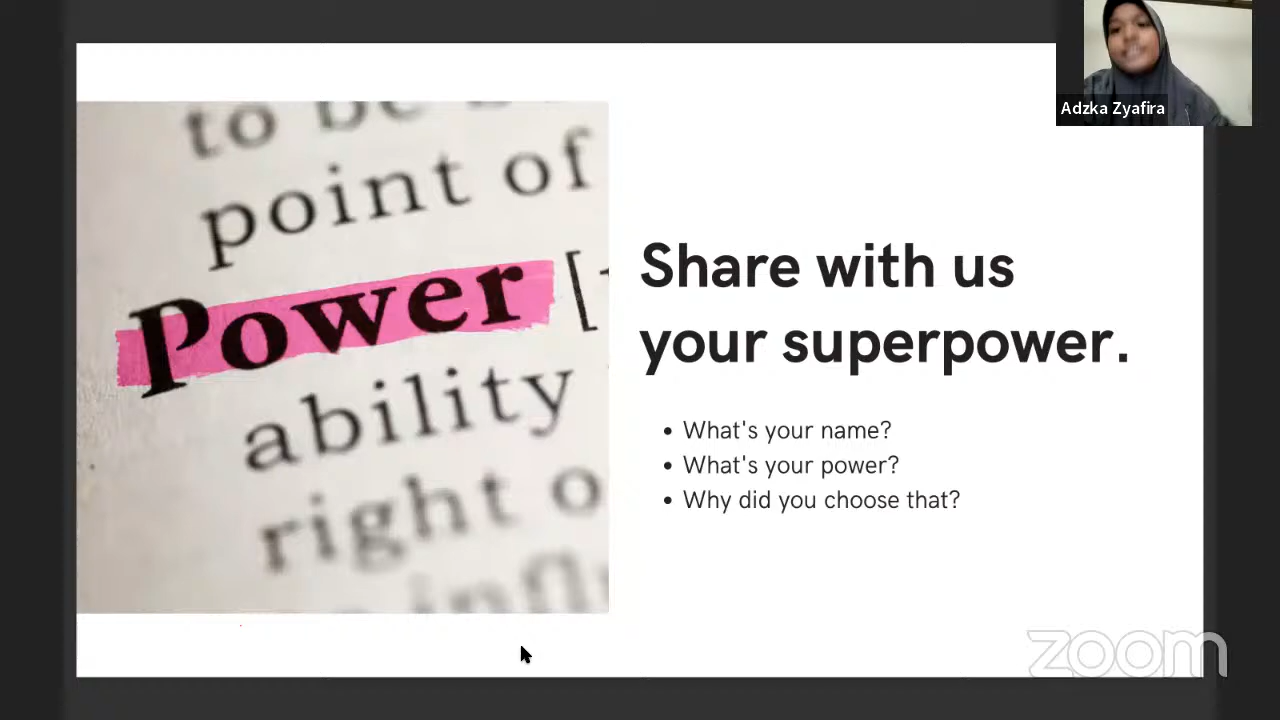 to be
point of
Power [
ability
right o
infl
Adzka Zyafira
Share with us
your superpower.
• What's your name?
• What's your power?
• Why did you choose that?
zoom